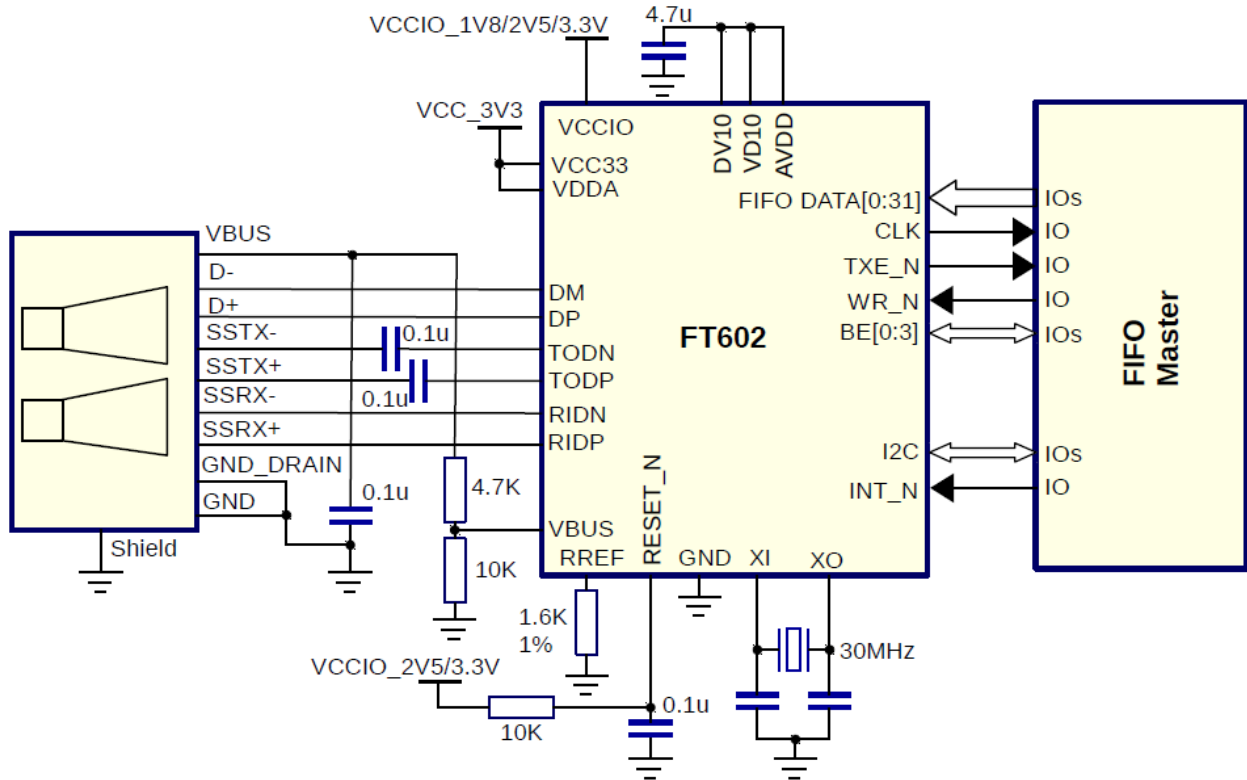 4.7u
VCCIO_1V8/2V5/3.3V
VCC_3V3
VCCIO
VCC33
VDDA
DV10
VD10
AVDD
FIFO DATA[0:31]
IOs
CLK
IO
TXE_N
IO
WR_N
IO
BE[0:3]
IOs
I2C
IOs
INT_N
IO
FT602
FIFO
Master
VBUS
D-
DM
D+
DP
SSTX-
0.1u
TODN
SSTX+
0.1u
TODP
SSRX-
RIDN
SSRX+
RIDP
GND_DRAIN
GND
Shield
0.1u
4.7K
VBUS
10K
RREF
RESET_N
GND
XI
XO
1.6K
1%
30MHz
VCCIO_2V5/3.3V
10K
0.1u